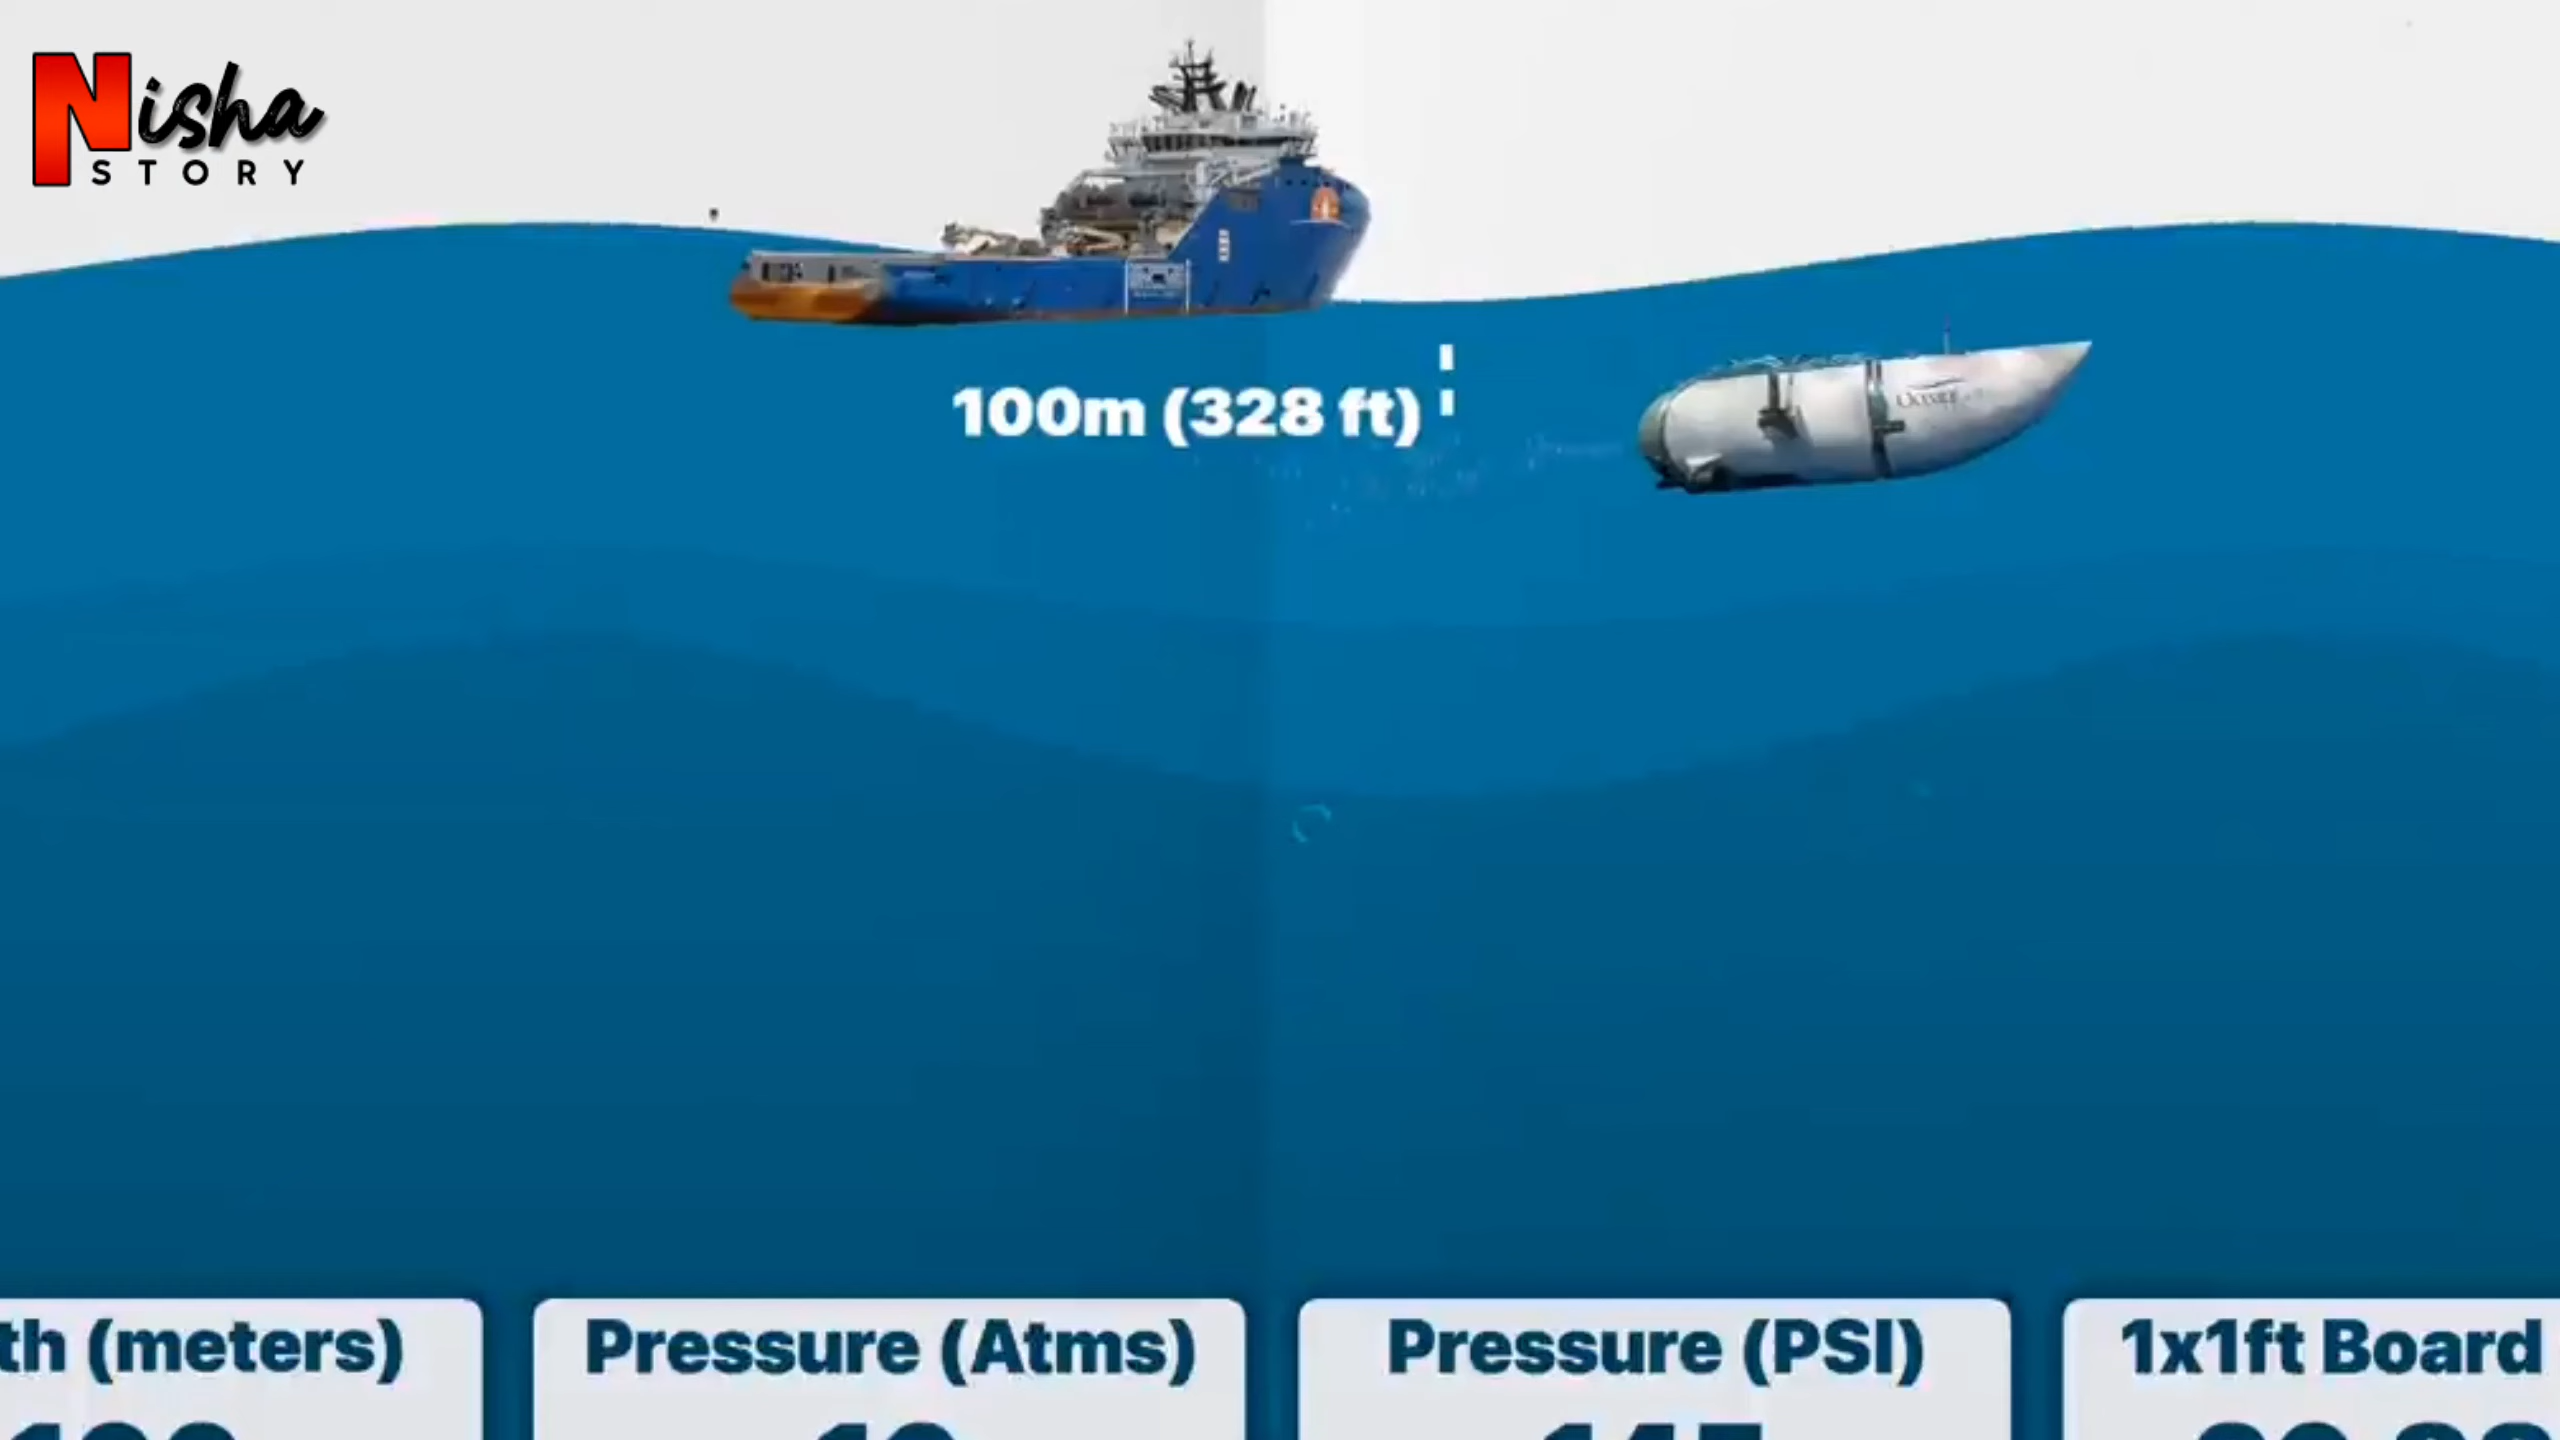 Nisha
STORY
100m (328 ft)
th (meters)
Pressure (Atms)
Pressure (PSI)
1x1ft Board